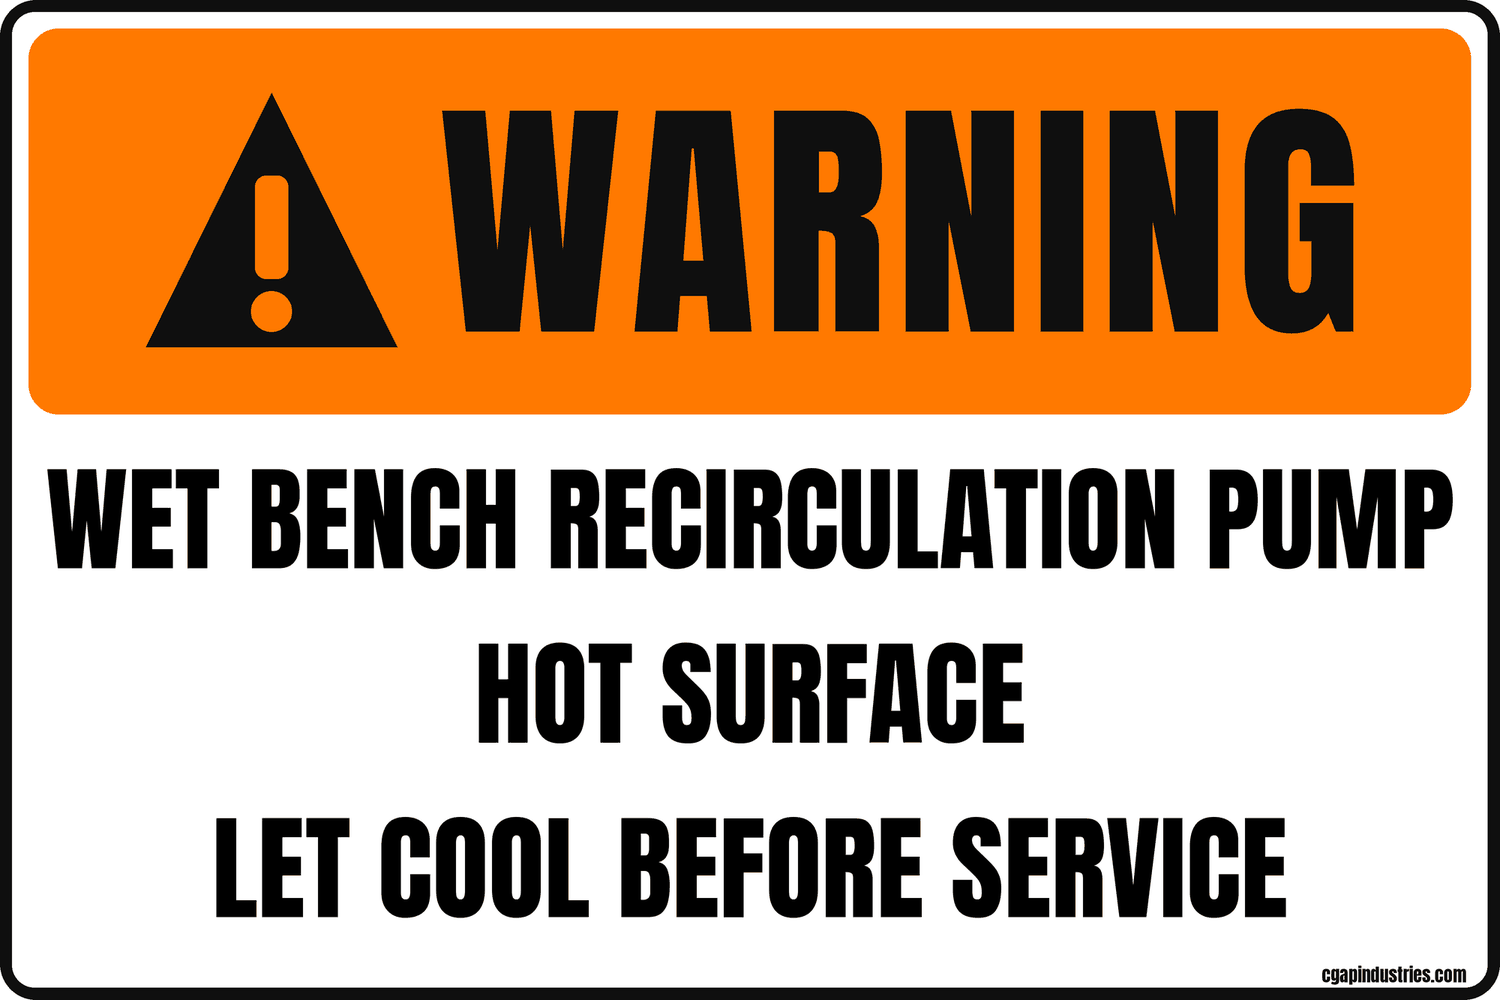 WARNING
WET BENCH RECIRCULATION PUMP
HOT SURFACE
LET COOL BEFORE SERVICE
cgapindustries.com